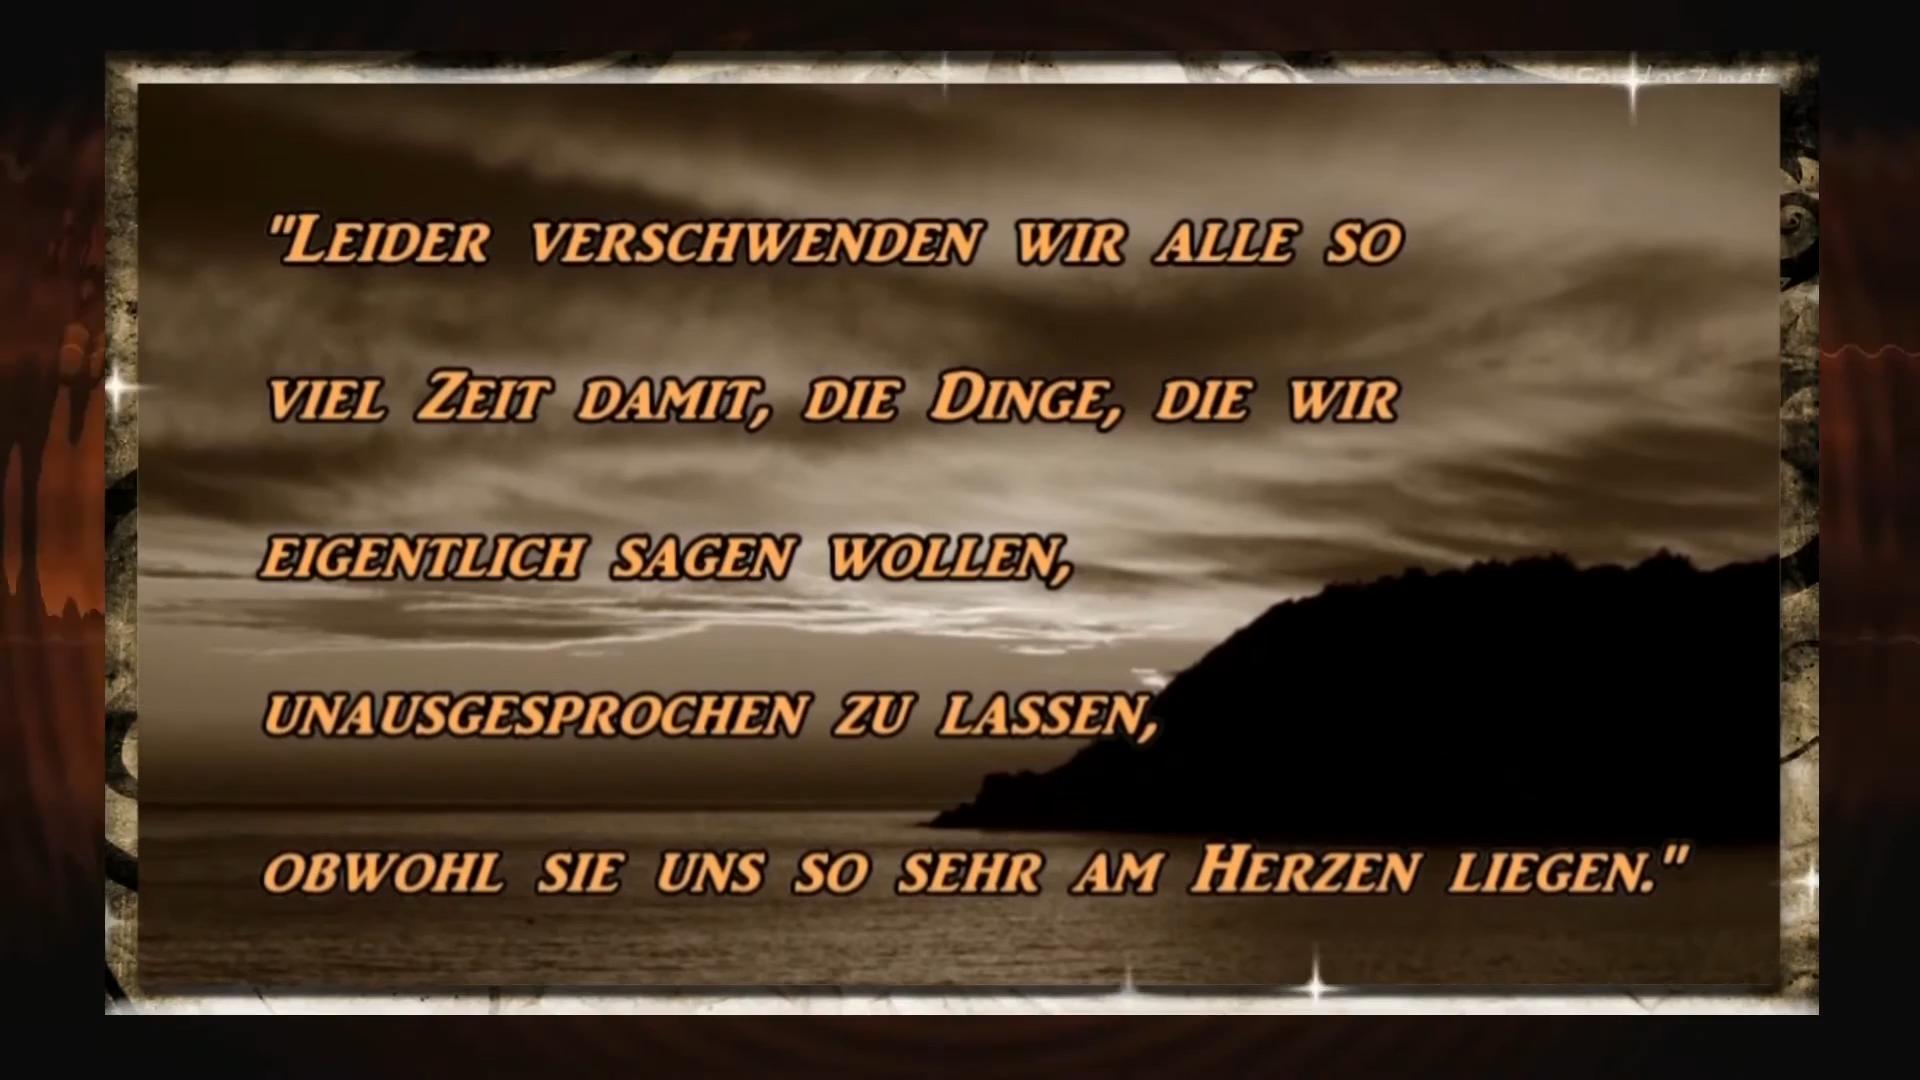 "Leider verschwenden wir alle so
viel Zeit damit, die Dinge, die wir
eigentlich sagen wollen,
unausgesprochen zu lassen,
obwohl sie uns so sehr am Herzen liegen."